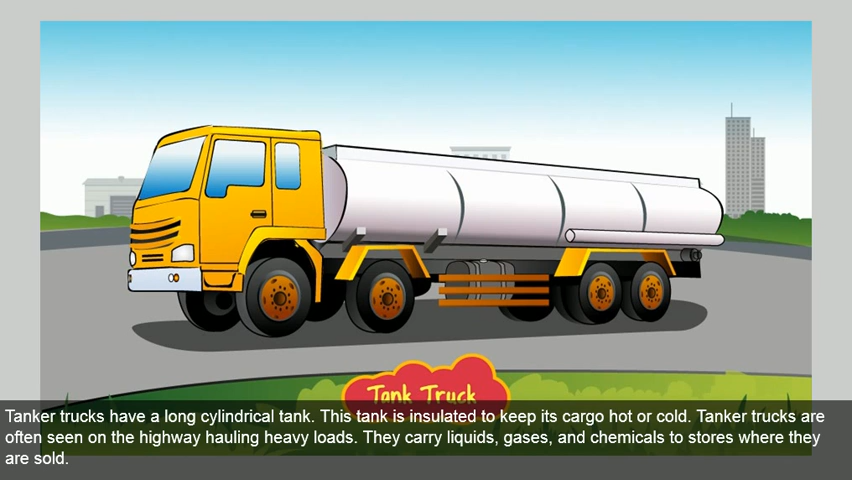 Tank Truck
Tanker trucks have a long cylindrical tank. This tank is insulated to keep its cargo hot or cold. Tanker trucks are
often seen on the highway hauling heavy loads. They carry liquids, gases, and chemicals to stores where they
are sold.